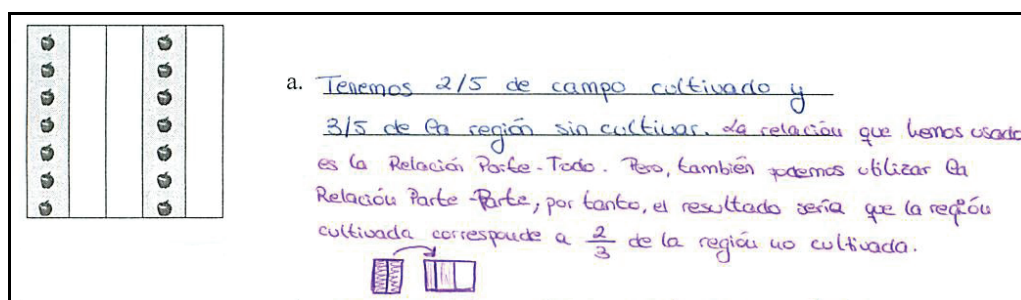 a. Tenemos 2/5 de campo cultivado y
3/5 de la región sin cultivar. La relación que hemos usado
es la Relación Parte-Todo. Pero, también podemos utilizar la
Relación Parte-Parte, por tanto, el resultado sería que la región
cultivada corresponde a 2/3 de la región no cultivada.